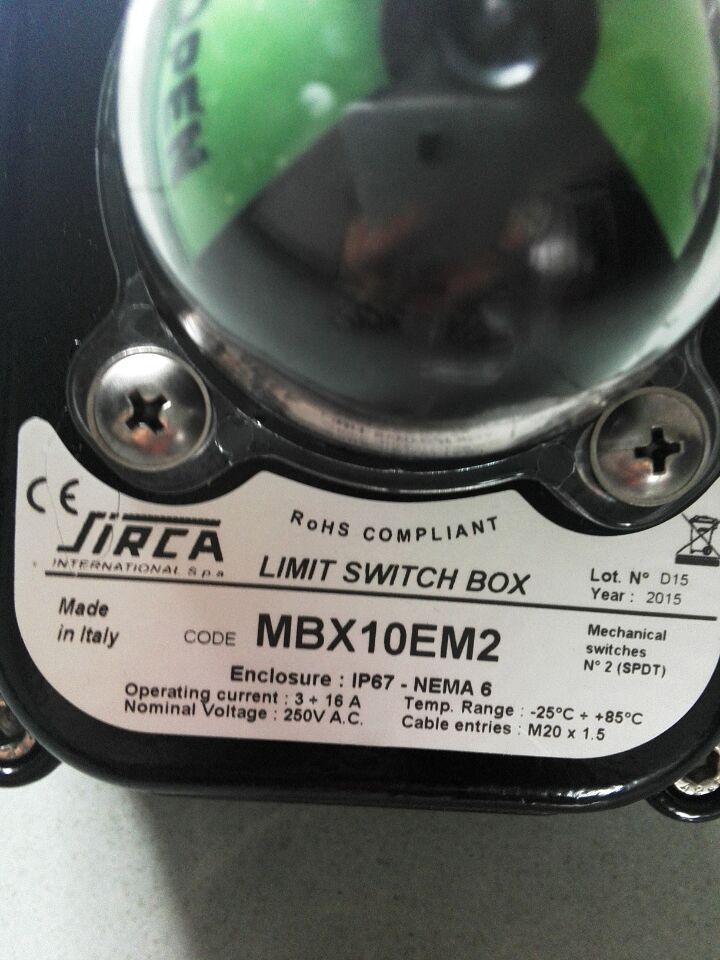 OPEN
CE
SIRCA
INTERNATIONAL S.p.a
RoHS COMPLIANT
LIMIT SWITCH BOX
Lot. N° D15
Year : 2015
Made
in Italy
CODE MBX10EM2
Mechanical
switches
N° 2 (SPDT)
Enclosure : IP67 - NEMA 6
Operating current : 3 ÷ 16 A
Nominal Voltage : 250V A.C.
Temp. Range : -25°C ÷ +85°C
Cable entries : M20 x 1.5